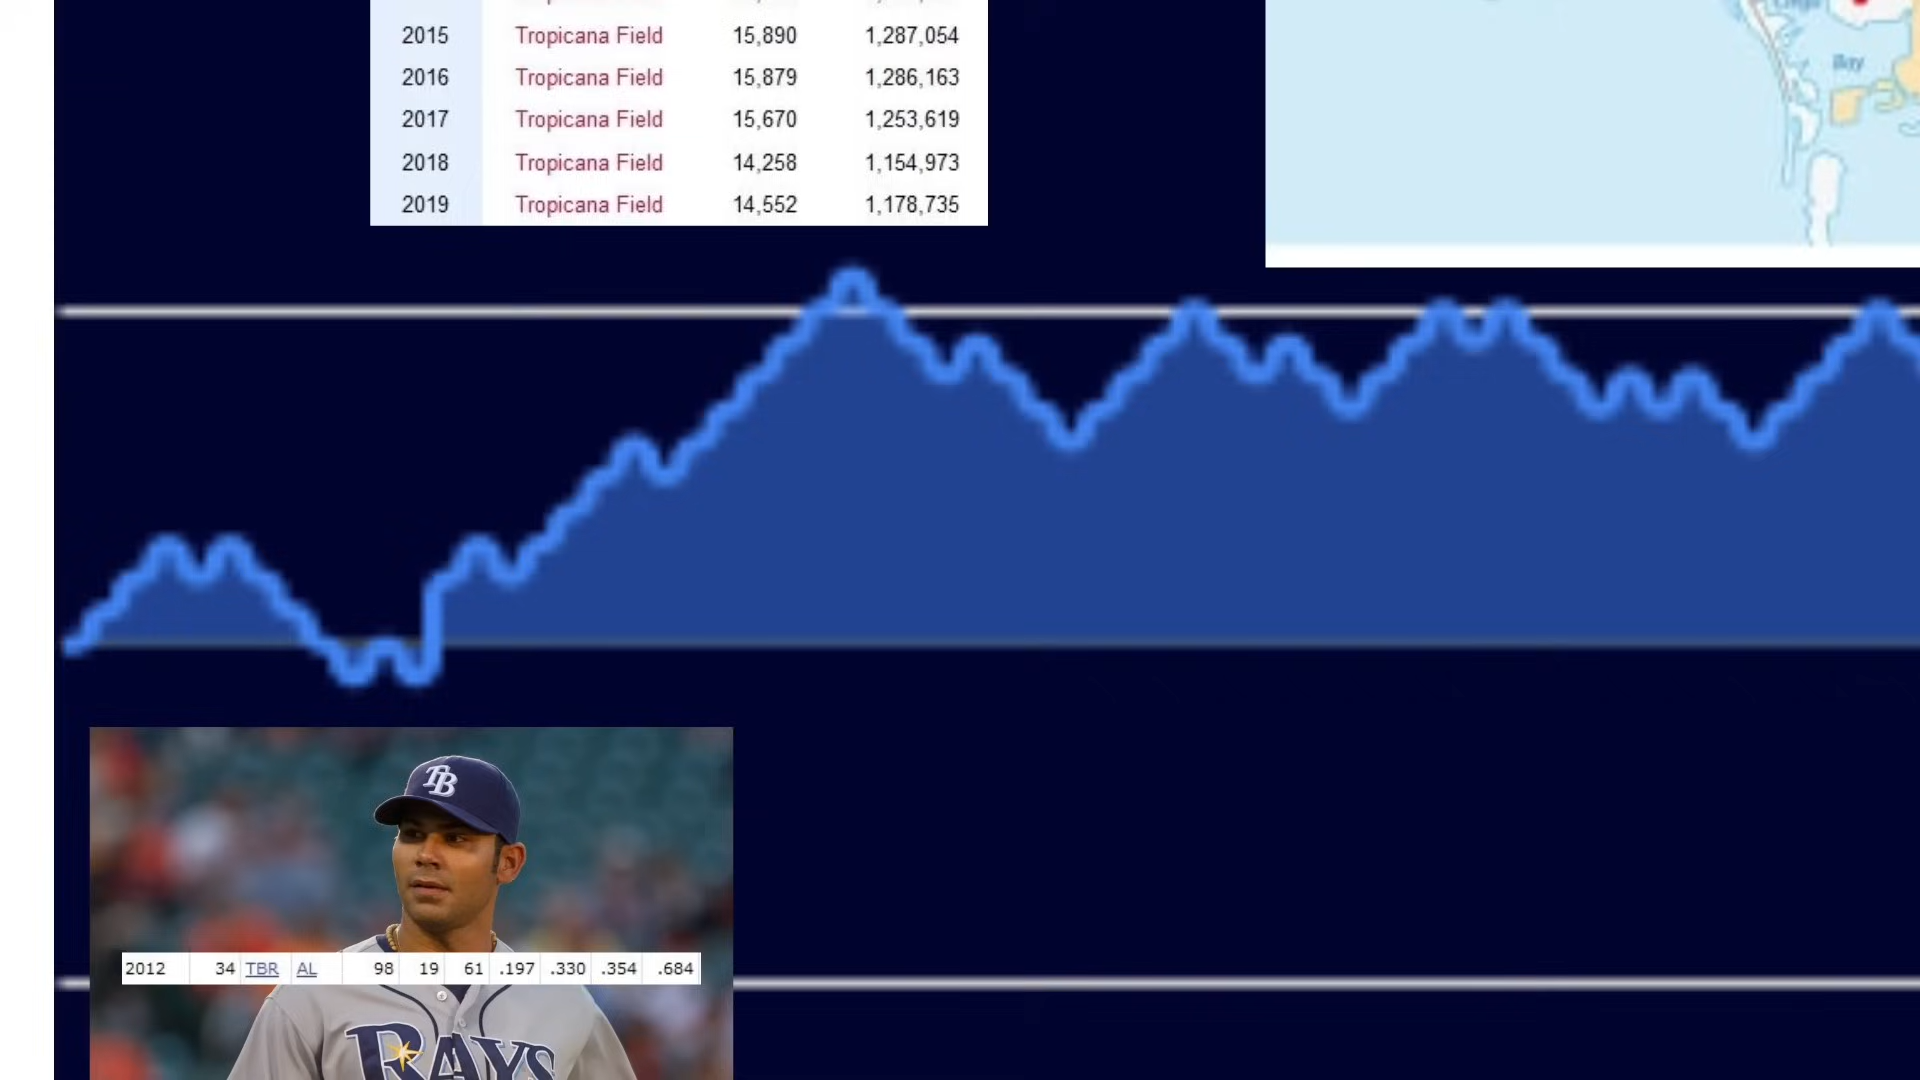 2015 Tropicana Field 15,890 1,287,054
2016 Tropicana Field 15,879 1,286,163
2017 Tropicana Field 15,670 1,253,619
2018 Tropicana Field 14,258 1,154,973
2019 Tropicana Field 14,552 1,178,735
Bay
TB
2012 34 TBR AL 98 19 61 .197 .330 .354 .684
RAYS